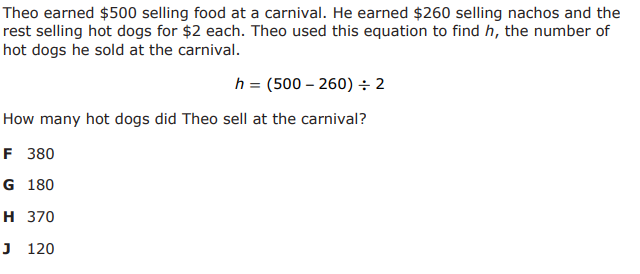 Theo earned $500 selling food at a carnival. He earned $260 selling nachos and the
rest selling hot dogs for $2 each. Theo used this equation to find h, the number of
hot dogs he sold at the carnival.
h = (500 – 260) ÷ 2
How many hot dogs did Theo sell at the carnival?
F 380
G 180
H 370
J 120